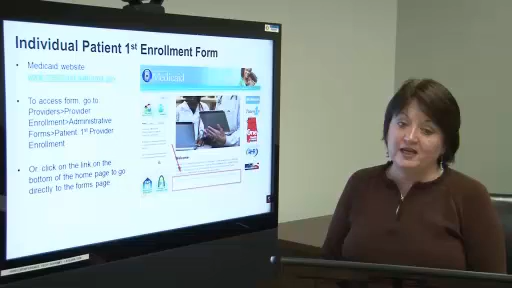 Individual Patient 1st Enrollment Form
• Medicaid website
Medicaid
• To access form, go to
Providers>Provider
Enrollment>Administrative
Forms>Patient 1st Provider
Enrollment
• Or click on the link on the
bottom of the home page to go
directly to the forms page